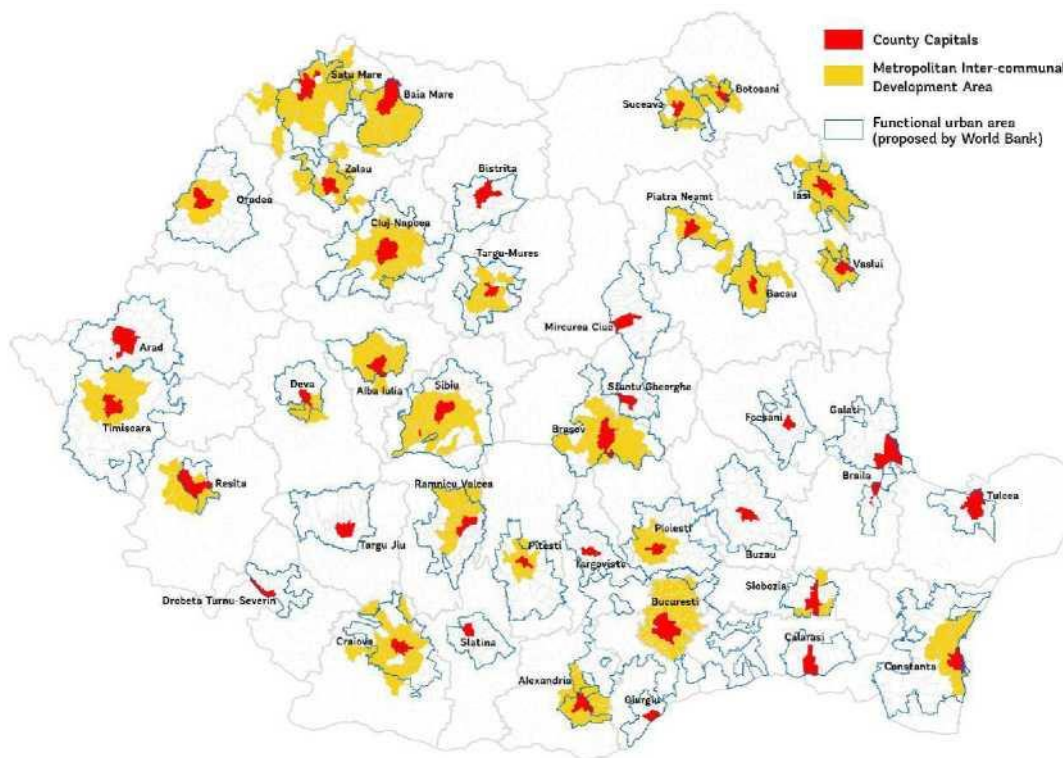 County Capitals
Metropolitan Inter-communal
Development Area
Functional urban area
(proposed by World Bank)
Satu Mare
Baia Mare
Suceava
Botosani
Zalau
Bistrita
Oradea
Piatra Neamt
Iasi
Cluj-Napoca
Targu-Mures
Vaslui
Bacau
Mircurea Ciuc
Arad
Deva
Alba Iulia
Sibiu
Sfantu Gheorghe
Timișoara
Brașov
Focsani
Galati
Resita
Ramnicu Valcea
Braila
Tulcea
Targu Jiu
Pitesti
Targoviste
Ploiesti
Buzau
Drobeta Turnu-Severin
Slobozia
Bucuresti
Craiova
Slatina
Calarasi
Constanta
Alexandria
Giurgiu